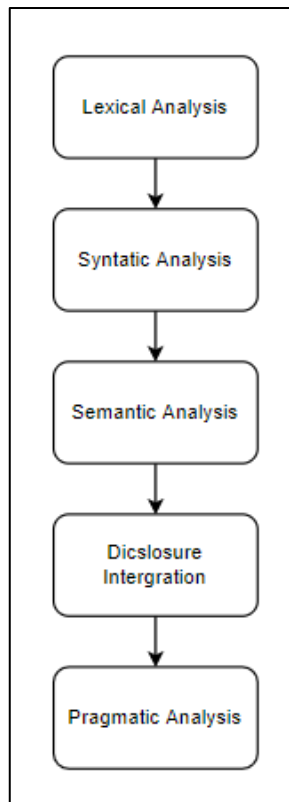 Lexical Analysis
Syntatic Analysis
Semantic Analysis
Dicslosure
Intergration
Pragmatic Analysis